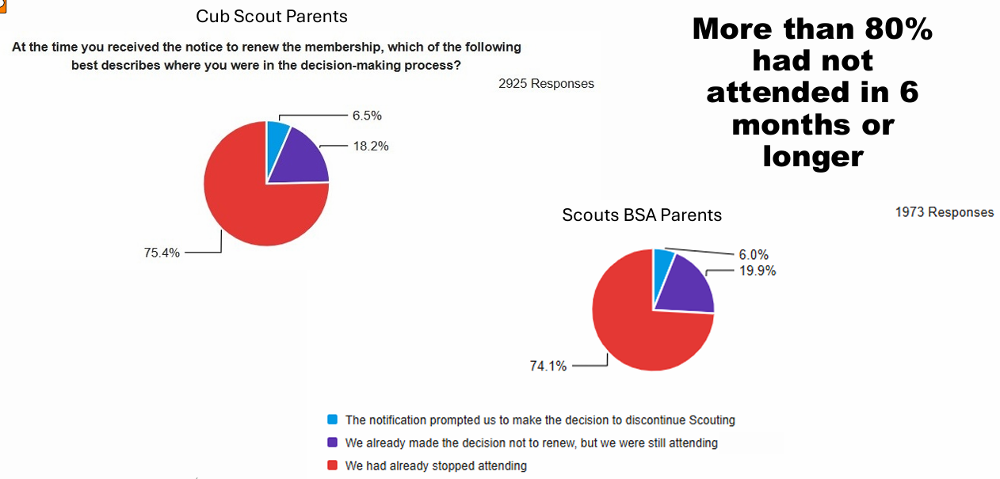 Cub Scout Parents
At the time you received the notice to renew the membership, which of the following
best describes where you were in the decision-making process?
2925 Responses
6.5%
18.2%
75.4%
More than 80%
had not
attended in 6
months or
longer
Scouts BSA Parents
1973 Responses
6.0%
19.9%
74.1%
The notification prompted us to make the decision to discontinue Scouting
We already made the decision not to renew, but we were still attending
We had already stopped attending